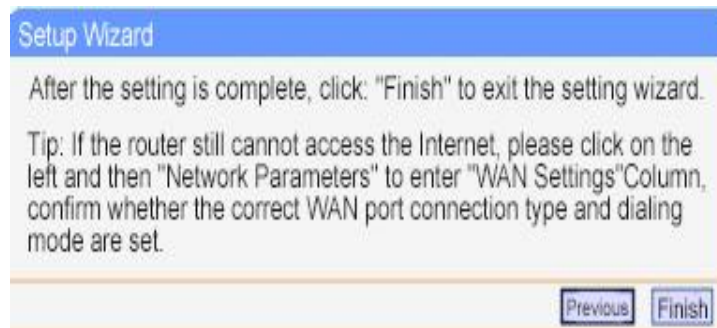 Setup Wizard
After the setting is complete, click: "Finish" to exit the setting wizard.
Tip: If the router still cannot access the Internet, please click on the
left and then "Network Parameters" to enter "WAN Settings"Column,
confirm whether the correct WAN port connection type and dialing
mode are set.
Previous Finish